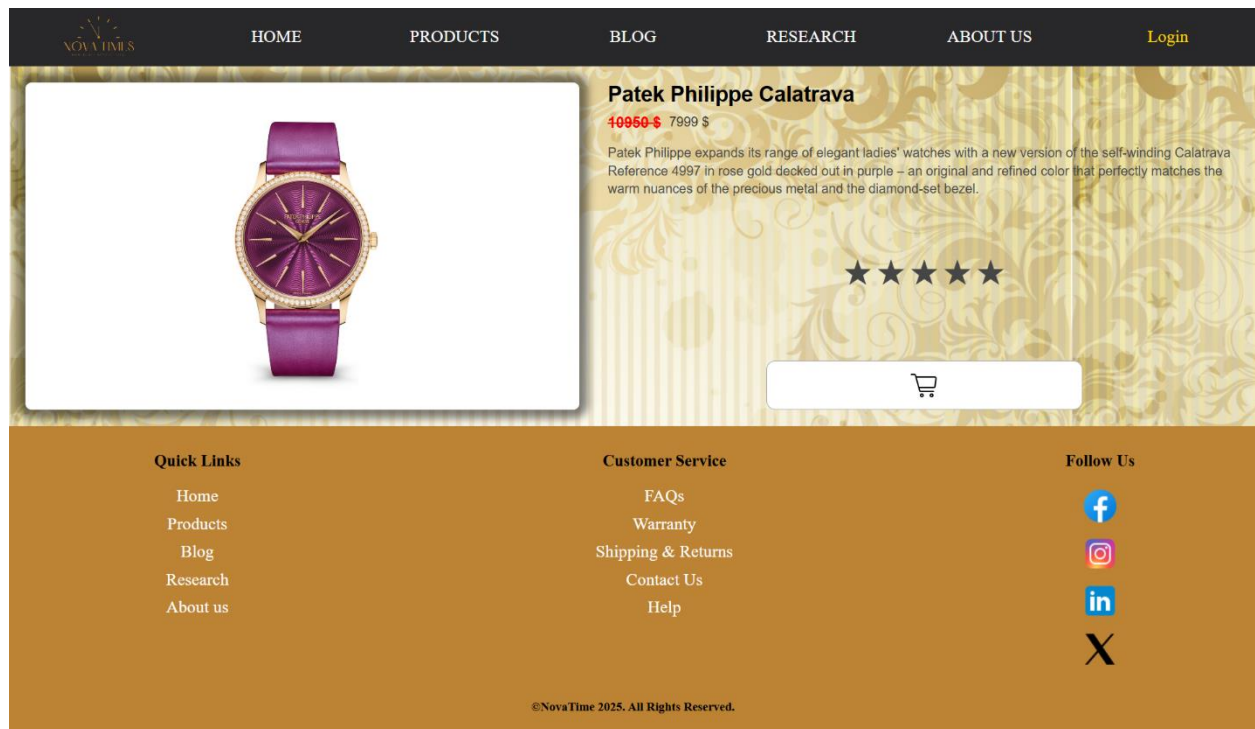 NOVA TIMES
HOME
PRODUCTS
BLOG
RESEARCH
ABOUT US
Login
Patek Philippe Calatrava
10950 $ 7999 $
Patek Philippe expands its range of elegant ladies' watches with a new version of the self-winding Calatrava
Reference 4997 in rose gold decked out in purple – an original and refined color that perfectly matches the
warm nuances of the precious metal and the diamond-set bezel.
PATEK PHILIPPE
Quick Links
Home
Products
Blog
Research
About us
Customer Service
FAQs
Warranty
Shipping & Returns
Contact Us
Help
Follow Us
©NovaTime 2025. All Rights Reserved.